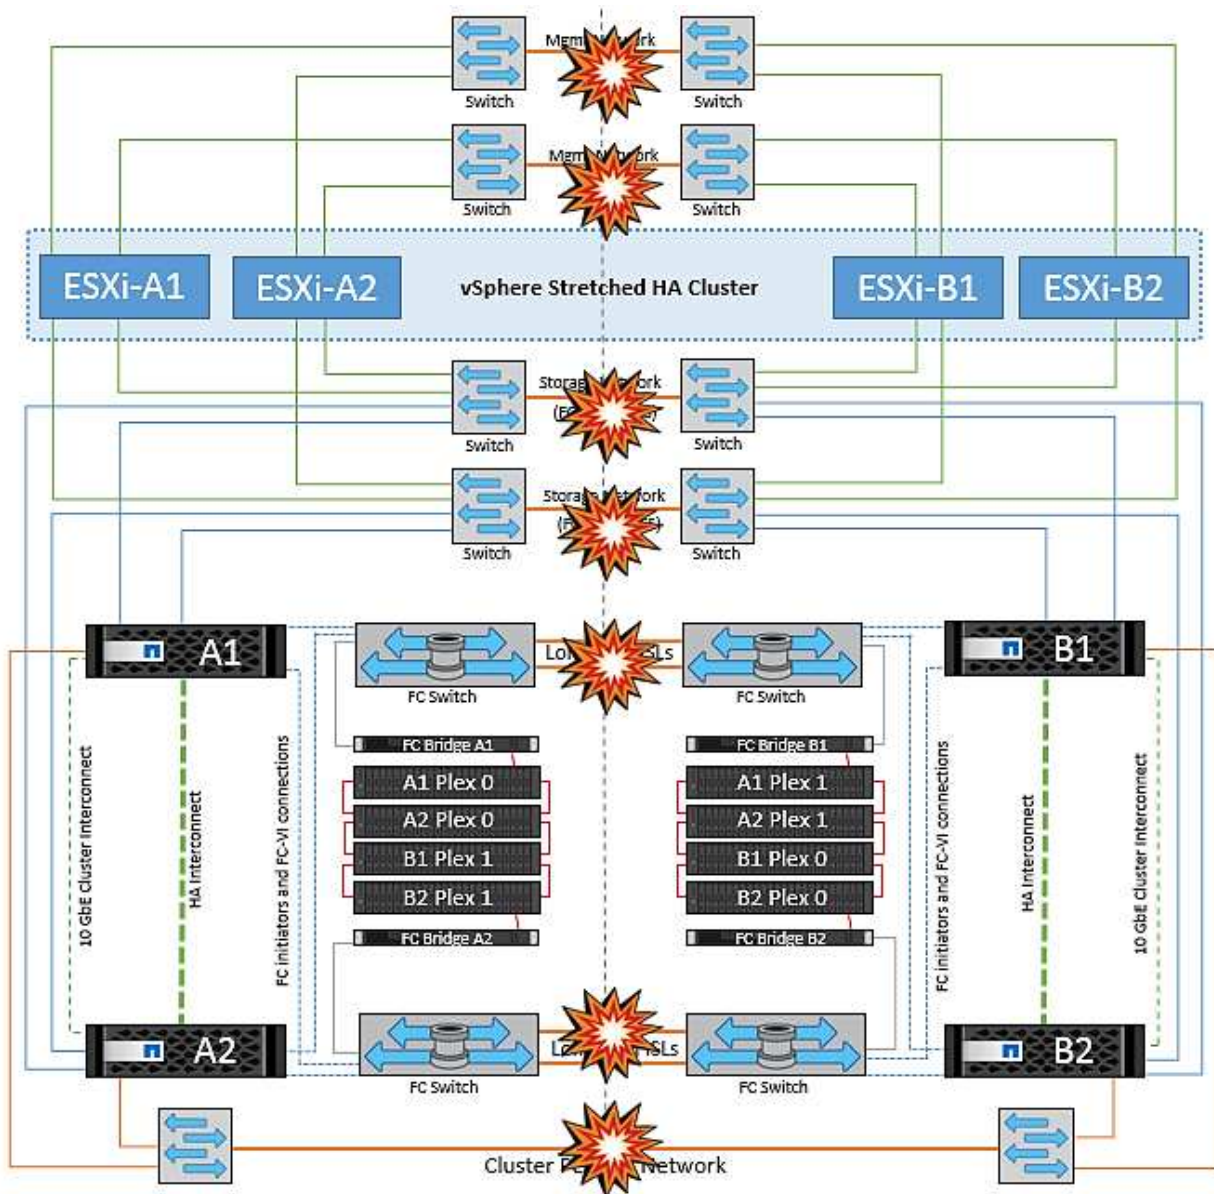 Switch
Switch
Switch
Switch
ESXi-A1
ESXi-A2
vSphere Stretched HA Cluster
ESXi-B1
ESXi-B2
Switch
Switch
Switch
Switch
A1
B1
FC Switch
FC Switch
FC Bridge A1
FC Bridge B1
A1 Plex 0
A1 Plex 1
A2 Plex 0
A2 Plex 1
B1 Plex 1
B1 Plex 0
B2 Plex 1
B2 Plex 0
FC Bridge A2
FC Bridge B2
10 GbE Cluster Interconnect
HA Interconnect
FC initiators and FC-VI connections
FC initiators and FC-VI connections
HA Interconnect
10 GbE Cluster Interconnect
A2
B2
FC Switch
FC Switch
Cluster Network